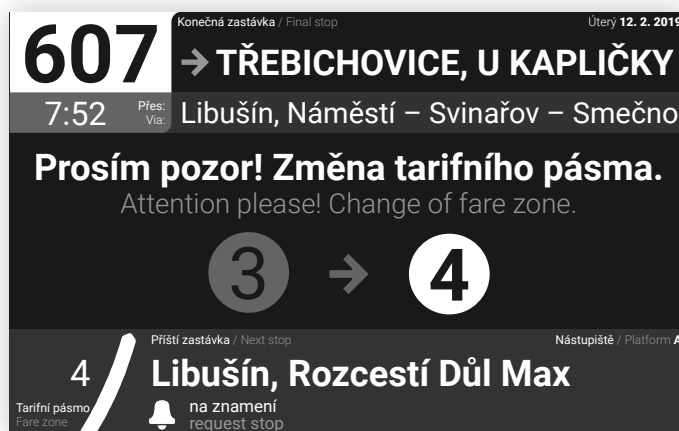 607
Konečná zastávka / Final stop
Úterý 12. 2. 2019
→ TŘEBICHOVICE, U KAPLIČKY
7:52
Přes:
Via:
Libušín, Náměstí – Svinařov – Smečno
Prosím pozor! Změna tarifního pásma.
Attention please! Change of fare zone.
3 → 4
Příští zastávka / Next stop
Nástupiště / Platform A
4
Libušín, Rozcestí Důl Max
Tarifní pásmo
Fare zone
na znamení
request stop